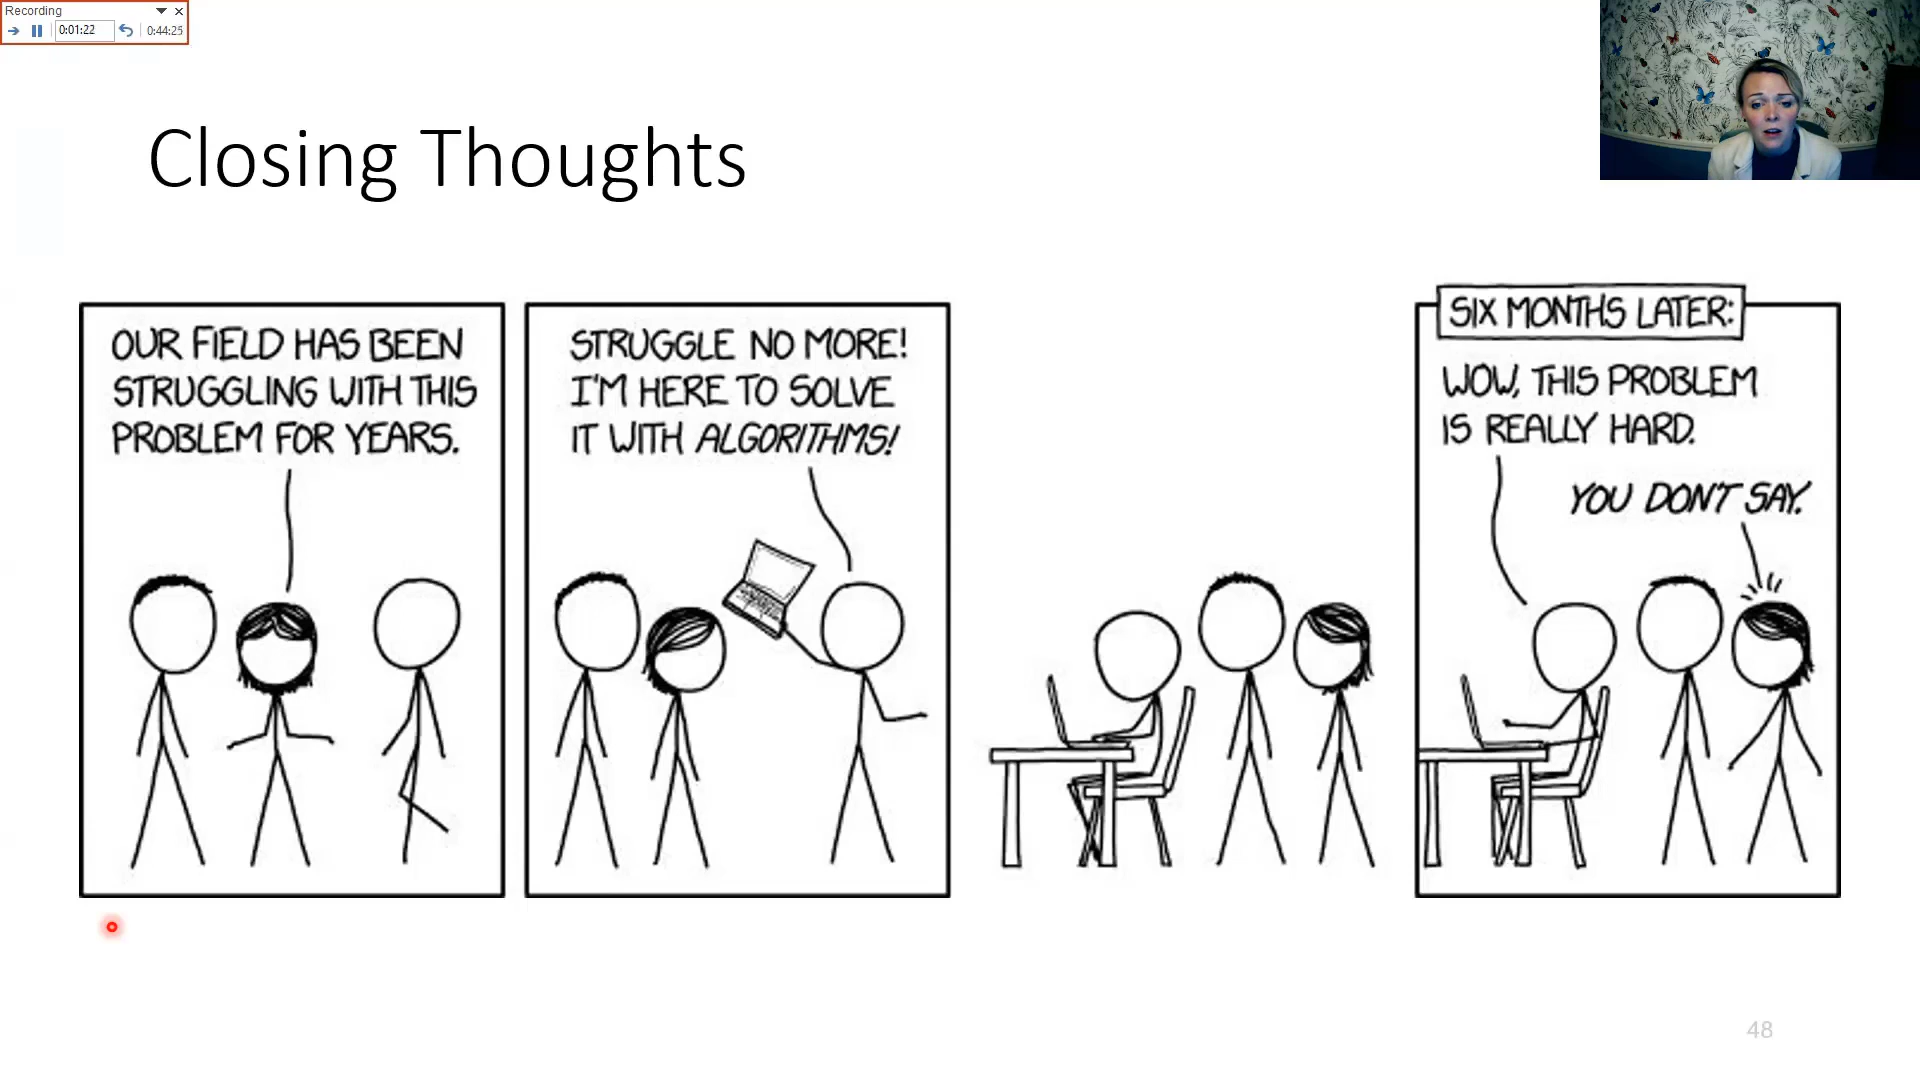 Recording
0:01:22
0:44:25
Closing Thoughts
OUR FIELD HAS BEEN
STRUGGLING WITH THIS
PROBLEM FOR YEARS.
STRUGGLE NO MORE!
I'M HERE TO SOLVE
IT WITH ALGORITHMS!
SIX MONTHS LATER:
WOW, THIS PROBLEM
IS REALLY HARD.
YOU DON'T SAY.
48